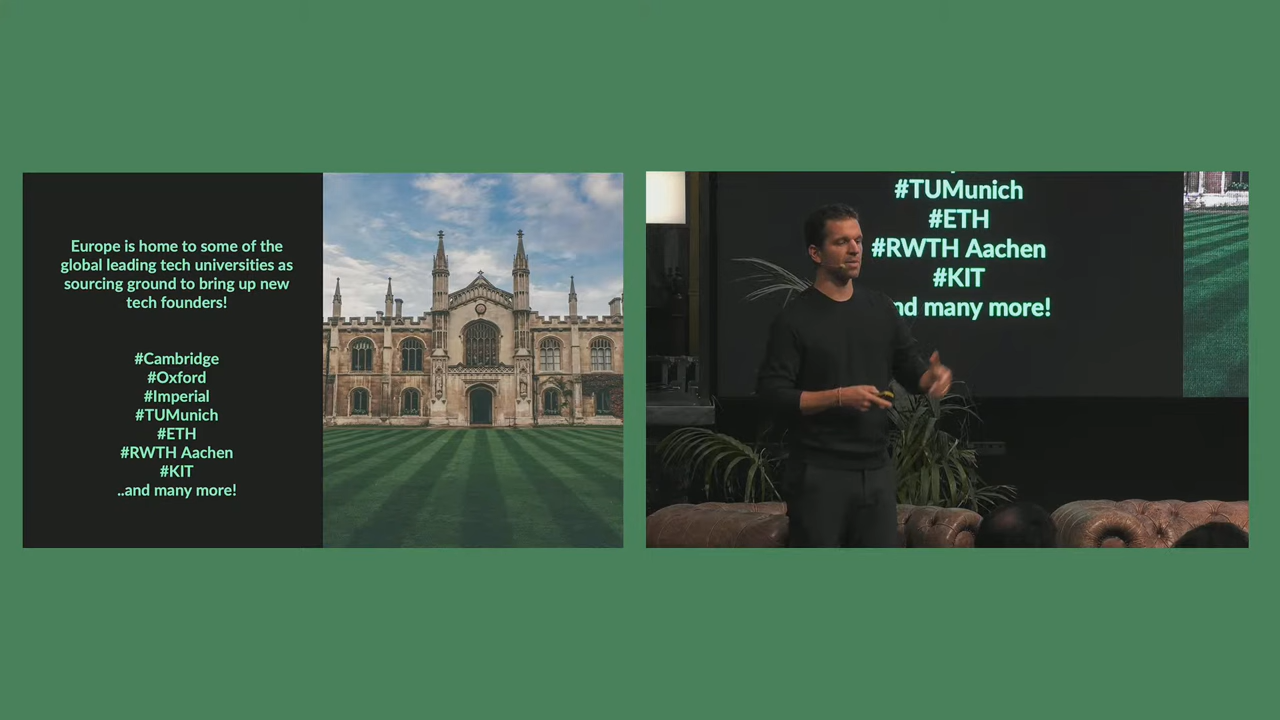 Europe is home to some of the
global leading tech universities as
sourcing ground to bring up new
tech founders!
#Cambridge
#Oxford
#Imperial
#TUMunich
#ETH
#RWTH Aachen
#KIT
..and many more!
#TUMunich
#ETH
#RWTH Aachen
#KIT
many more!